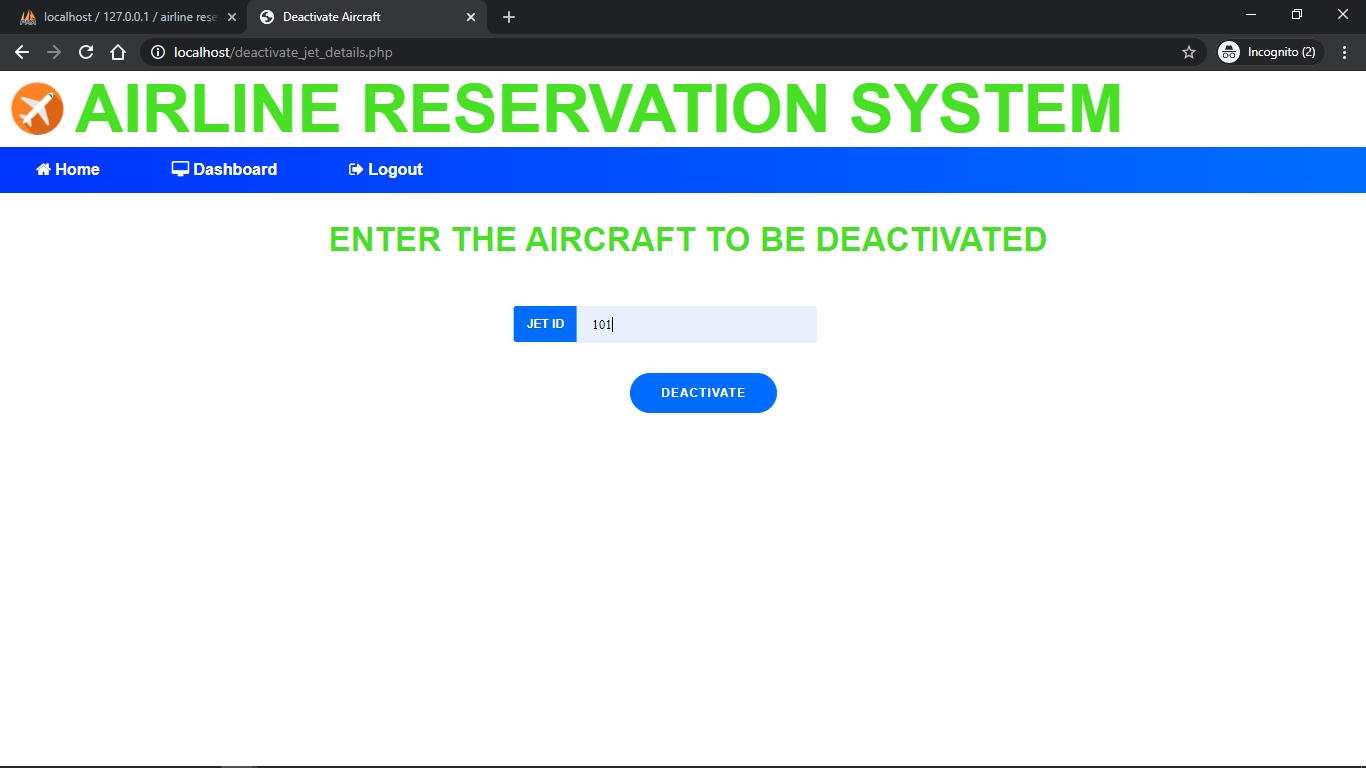 localhost / 127.0.0.1 / airline rese
Deactivate Aircraft
localhost/deactivate_jet_details.php
Incognito (2)
AIRLINE RESERVATION SYSTEM
Home Dashboard Logout
ENTER THE AIRCRAFT TO BE DEACTIVATED
JET ID 101
DEACTIVATE